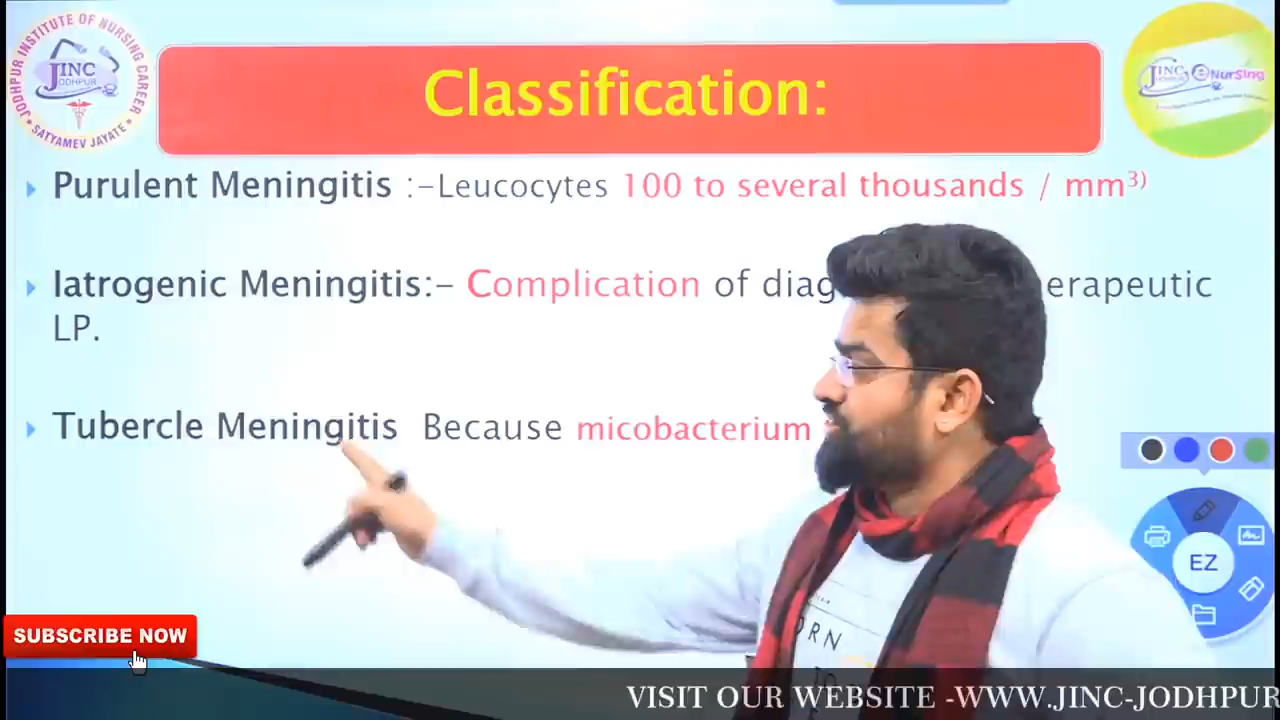 JODHPUR INSTITUTE OF NURSING CAREER
JINC
JODHPUR
SATYAMEV JAYATE
Classification:
JINC eNurSing
Purulent Meningitis :-Leucocytes 100 to several thousands / mm3)
Iatrogenic Meningitis:- Complication of diag erapeutic
LP.
Tubercle Meningitis Because micobacterium
EZ
ORN
SUBSCRIBE NOW
VISIT OUR WEBSITE -WWW.JINC-JODHPUR